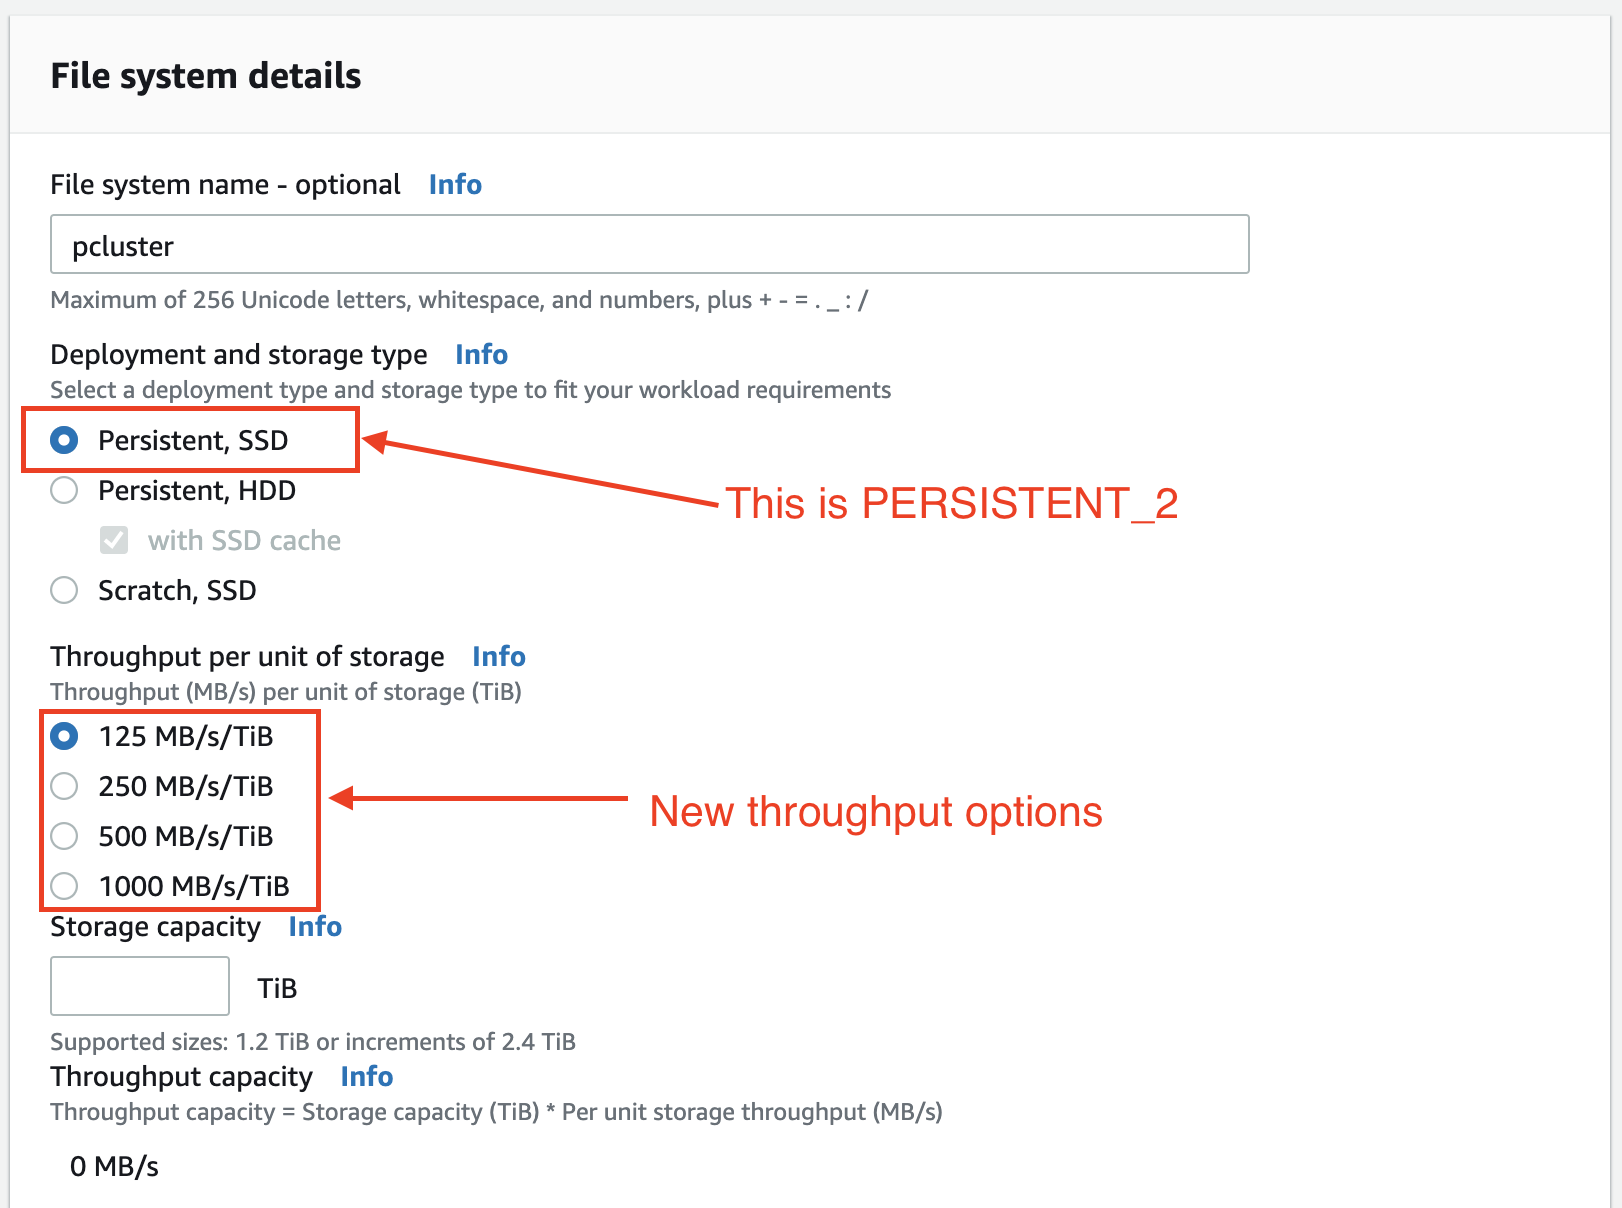 File system details
File system name - optional Info
pcluster
Maximum of 256 Unicode letters, whitespace, and numbers, plus + - = . _ : /
Deployment and storage type Info
Select a deployment type and storage type to fit your workload requirements
Persistent, SSD
Persistent, HDD
This is PERSISTENT_2
with SSD cache
Scratch, SSD
Throughput per unit of storage Info
Throughput (MB/s) per unit of storage (TiB)
125 MB/s/TiB
250 MB/s/TiB
New throughput options
500 MB/s/TiB
1000 MB/s/TiB
Storage capacity Info
TiB
Supported sizes: 1.2 TiB or increments of 2.4 TiB
Throughput capacity Info
Throughput capacity = Storage capacity (TiB) * Per unit storage throughput (MB/s)
0 MB/s